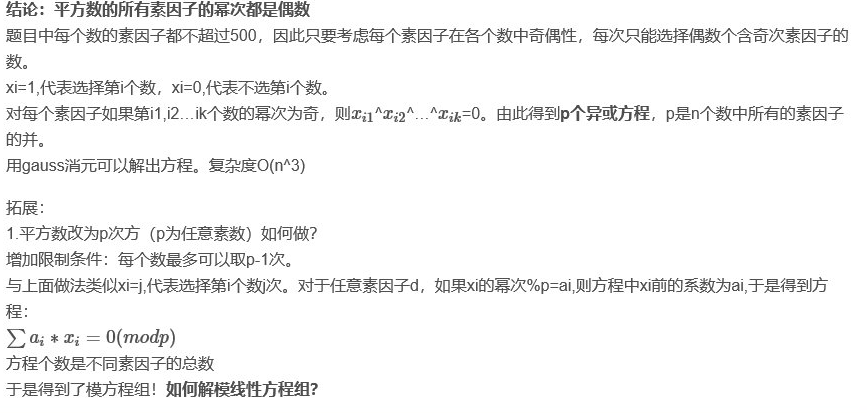 结论：平方数的所有素因子的幂次都是偶数
题目中每个数的素因子都不超过500，因此只要考虑每个素因子在各个数中奇偶性，每次只能选择偶数个含奇次素因子的
数。
xi=1,代表选择第i个数，xi=0,代表不选第i个数。
对每个素因子如果第i1,i2…ik个数的幂次为奇，则x_{i1}^x_{i2}^…^x_{ik}=0。由此得到p个异或方程，p是n个数中所有的素因子
的并。
用gauss消元可以解出方程。复杂度O(n^3)
拓展：
1.平方数改为p次方（p为任意素数）如何做？
增加限制条件：每个数最多可以取p-1次。
与上面做法类似xi=j,代表选择第i个数j次。对于任意素因子d，如果xi的幂次%p=ai,则方程中xi前的系数为ai,于是得到方
程：
∑ a_i * x_i = 0(modp)
方程个数是不同素因子的总数
于是得到了模方程组！如何解模线性方程组？